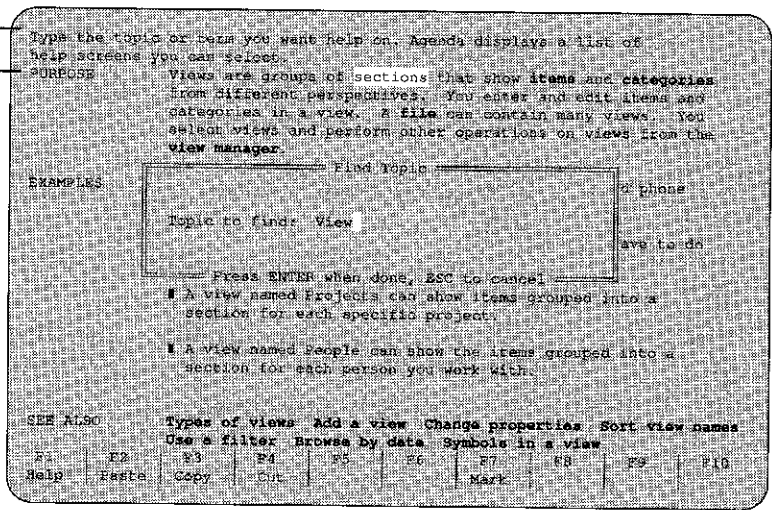 Type the topic or term you want help on. Agenda displays a list of
help screens you can select.
PURPOSE Views are groups of sections that show items and categories
from different perspectives. You enter and edit items and
categories in a view. A file can contain many views. You
select views and perform other operations on views from the
view manager.
Find Topic
EXAMPLES d phone
Topic to find: View
ave to do
Press ENTER when done, ESC to cancel
A view named Projects can show items grouped into a
section for each specific project.
A view named People can show the items grouped into a
section for each person you work with.
SEE ALSO Types of views Add a view Change properties Sort view names
Use a filter Browse by date Symbols in a view
F1 F2 F3 F4 F5 F6 F7 F8 F9 F10
Help Paste Copy Cut Mark